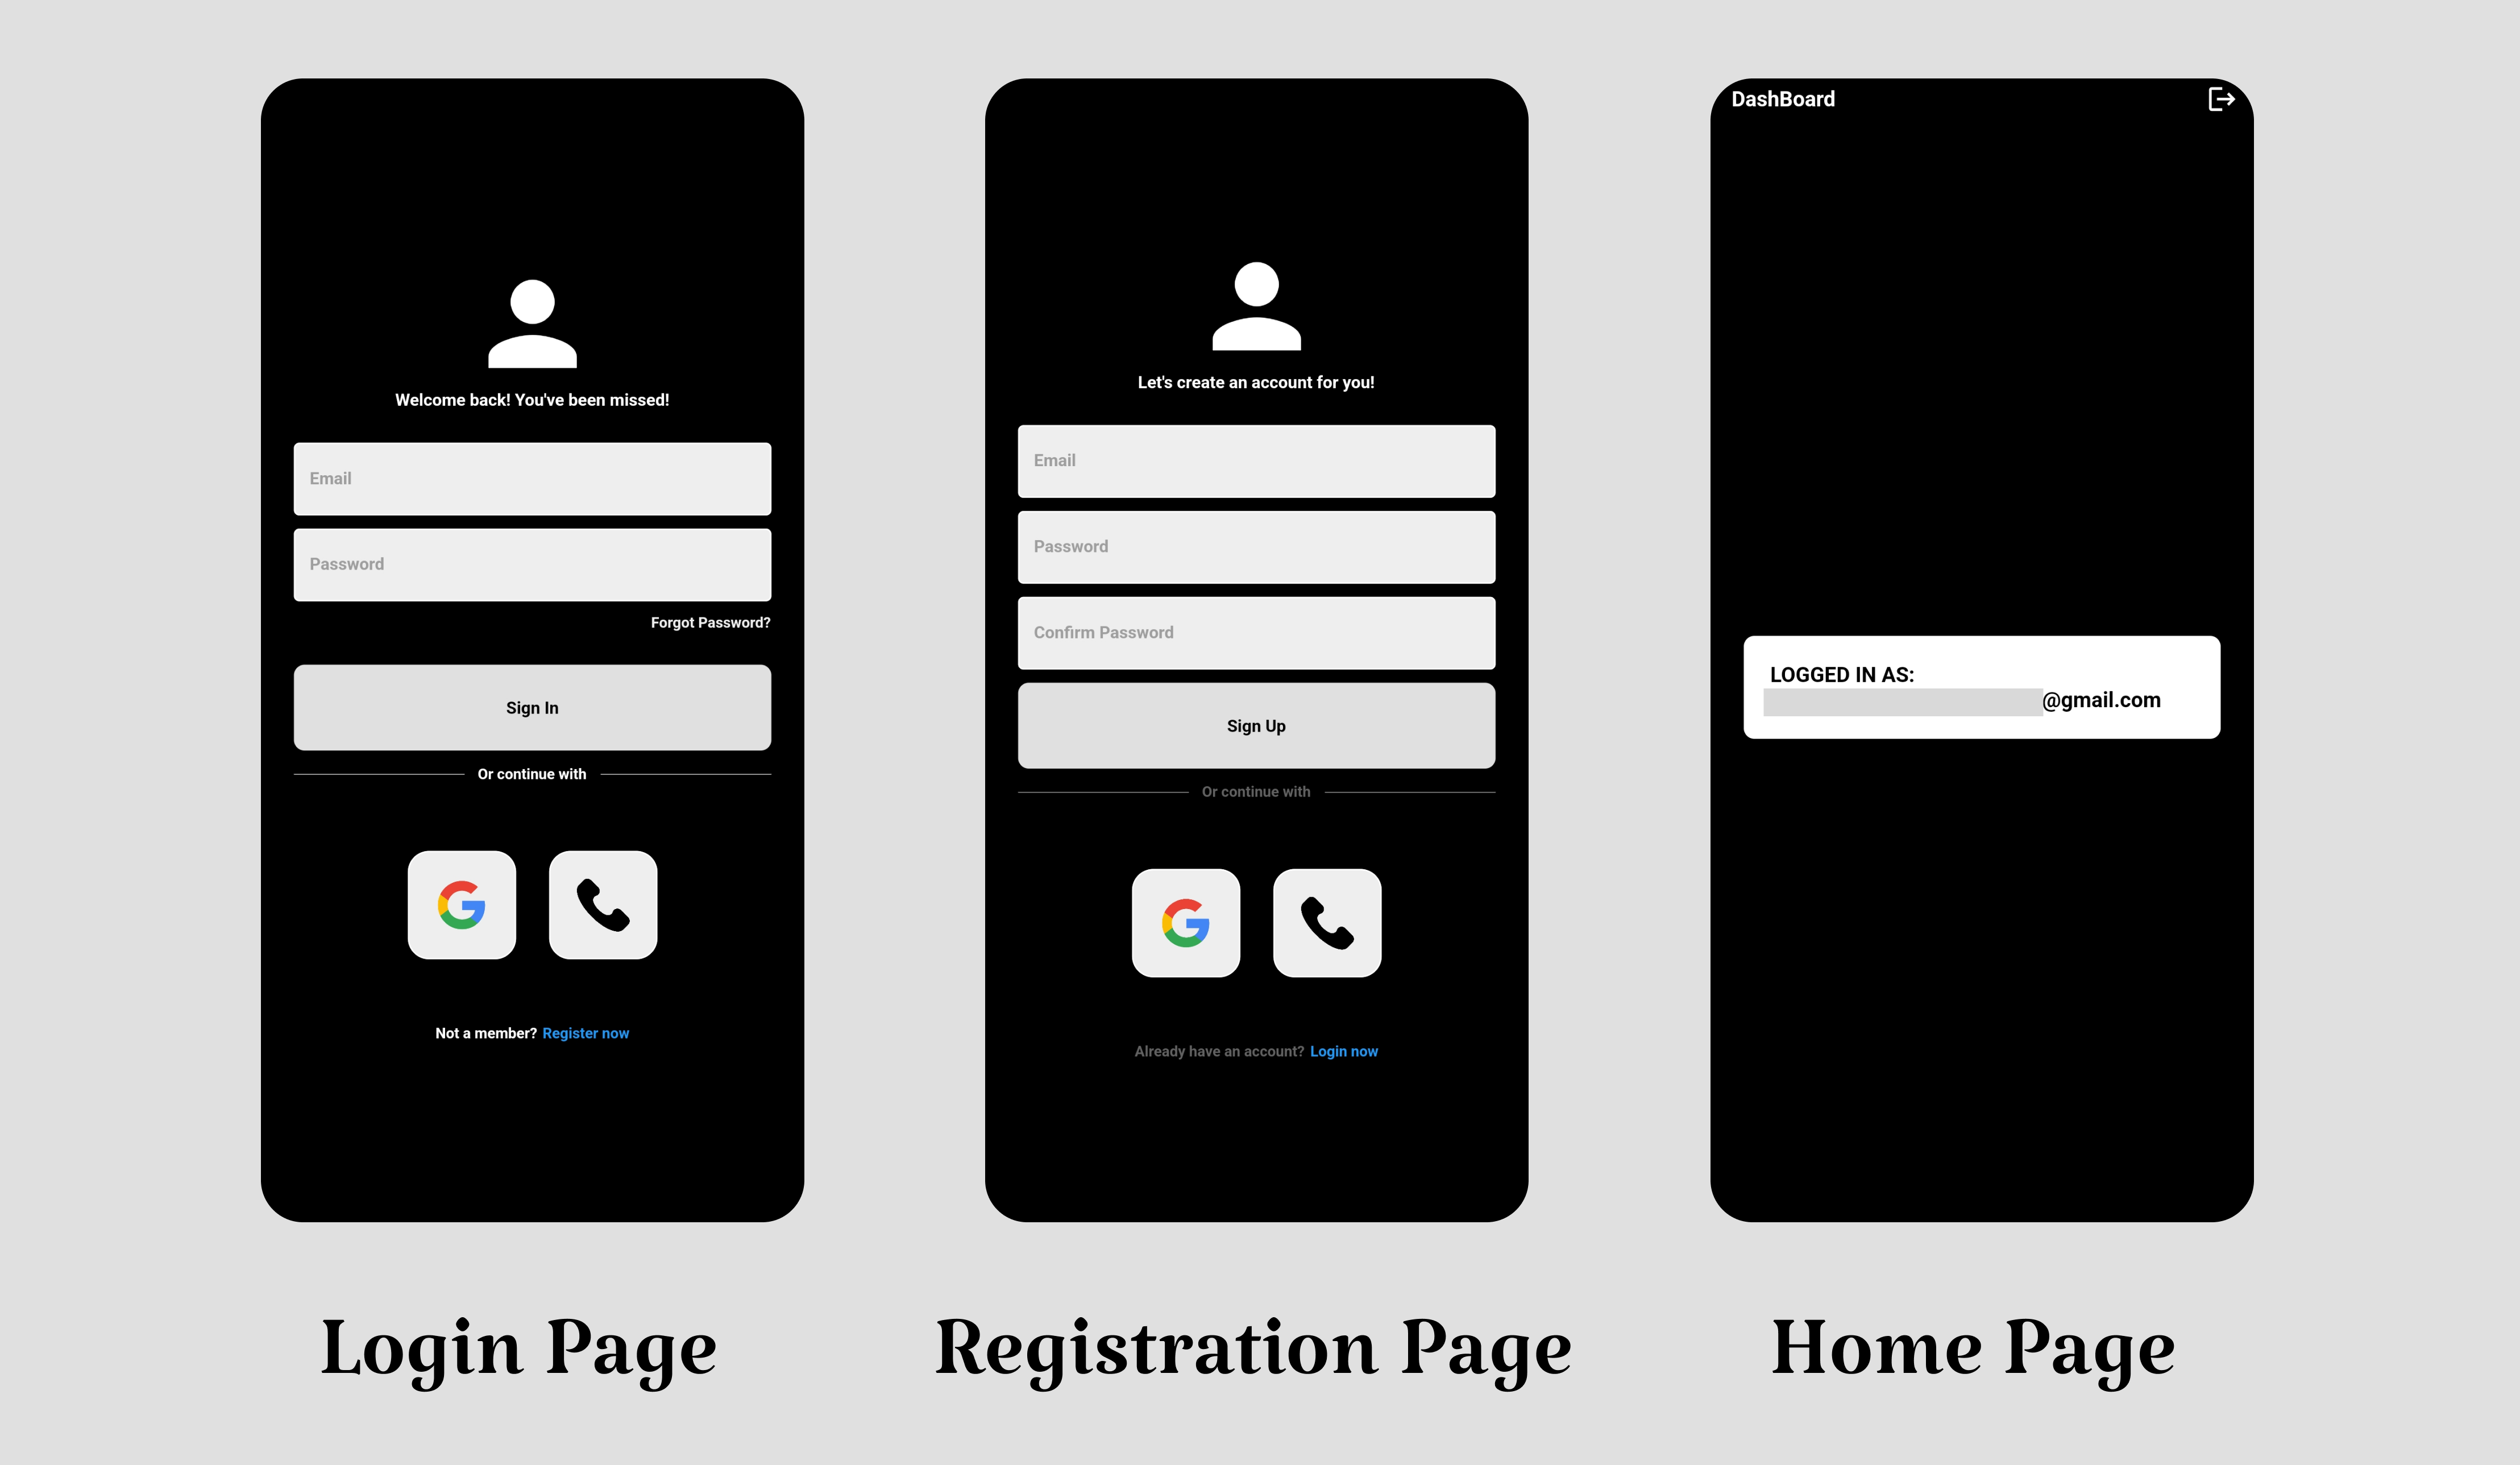 Welcome back! You've been missed!
Email
Password
Forgot Password?
Sign In
Or continue with
Not a member? Register now
Login Page
Let's create an account for you!
Email
Password
Confirm Password
Sign Up
Or continue with
Already have an account? Login now
Registration Page
DashBoard
LOGGED IN AS:
@gmail.com
Home Page